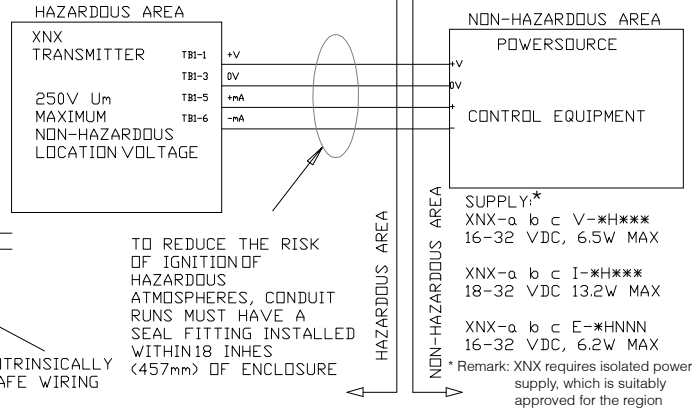 HAZARDOUS AREA
NON-HAZARDOUS AREA
XNX
TRANSMITTER
TB1-1 +V
TB1-3 0V
250V Um TB1-5 +mA
MAXIMUM TB1-6 -mA
NON-HAZARDOUS
LOCATION VOLTAGE
POWERSOURCE
+V
0V
+
CONTROL EQUIPMENT
-
TO REDUCE THE RISK
OF IGNITION OF
HAZARDOUS
ATMOSPHERES, CONDUIT
RUNS MUST HAVE A
SEAL FITTING INSTALLED
WITHIN 18 INHES
(457mm) OF ENCLOSURE
HAZARDOUS AREA
NON-HAZARDOUS AREA
SUPPLY:*
XNX-a b c V-*H***
16-32 VDC, 6.5W MAX
XNX-a b c I-*H***
18-32 VDC 13.2W MAX
XNX-a b c E-*HNNN
16-32 VDC, 6.2W MAX
* Remark: XNX requires isolated power
supply, which is suitably
approved for the region
NTRINSICALLY
AFE WIRING